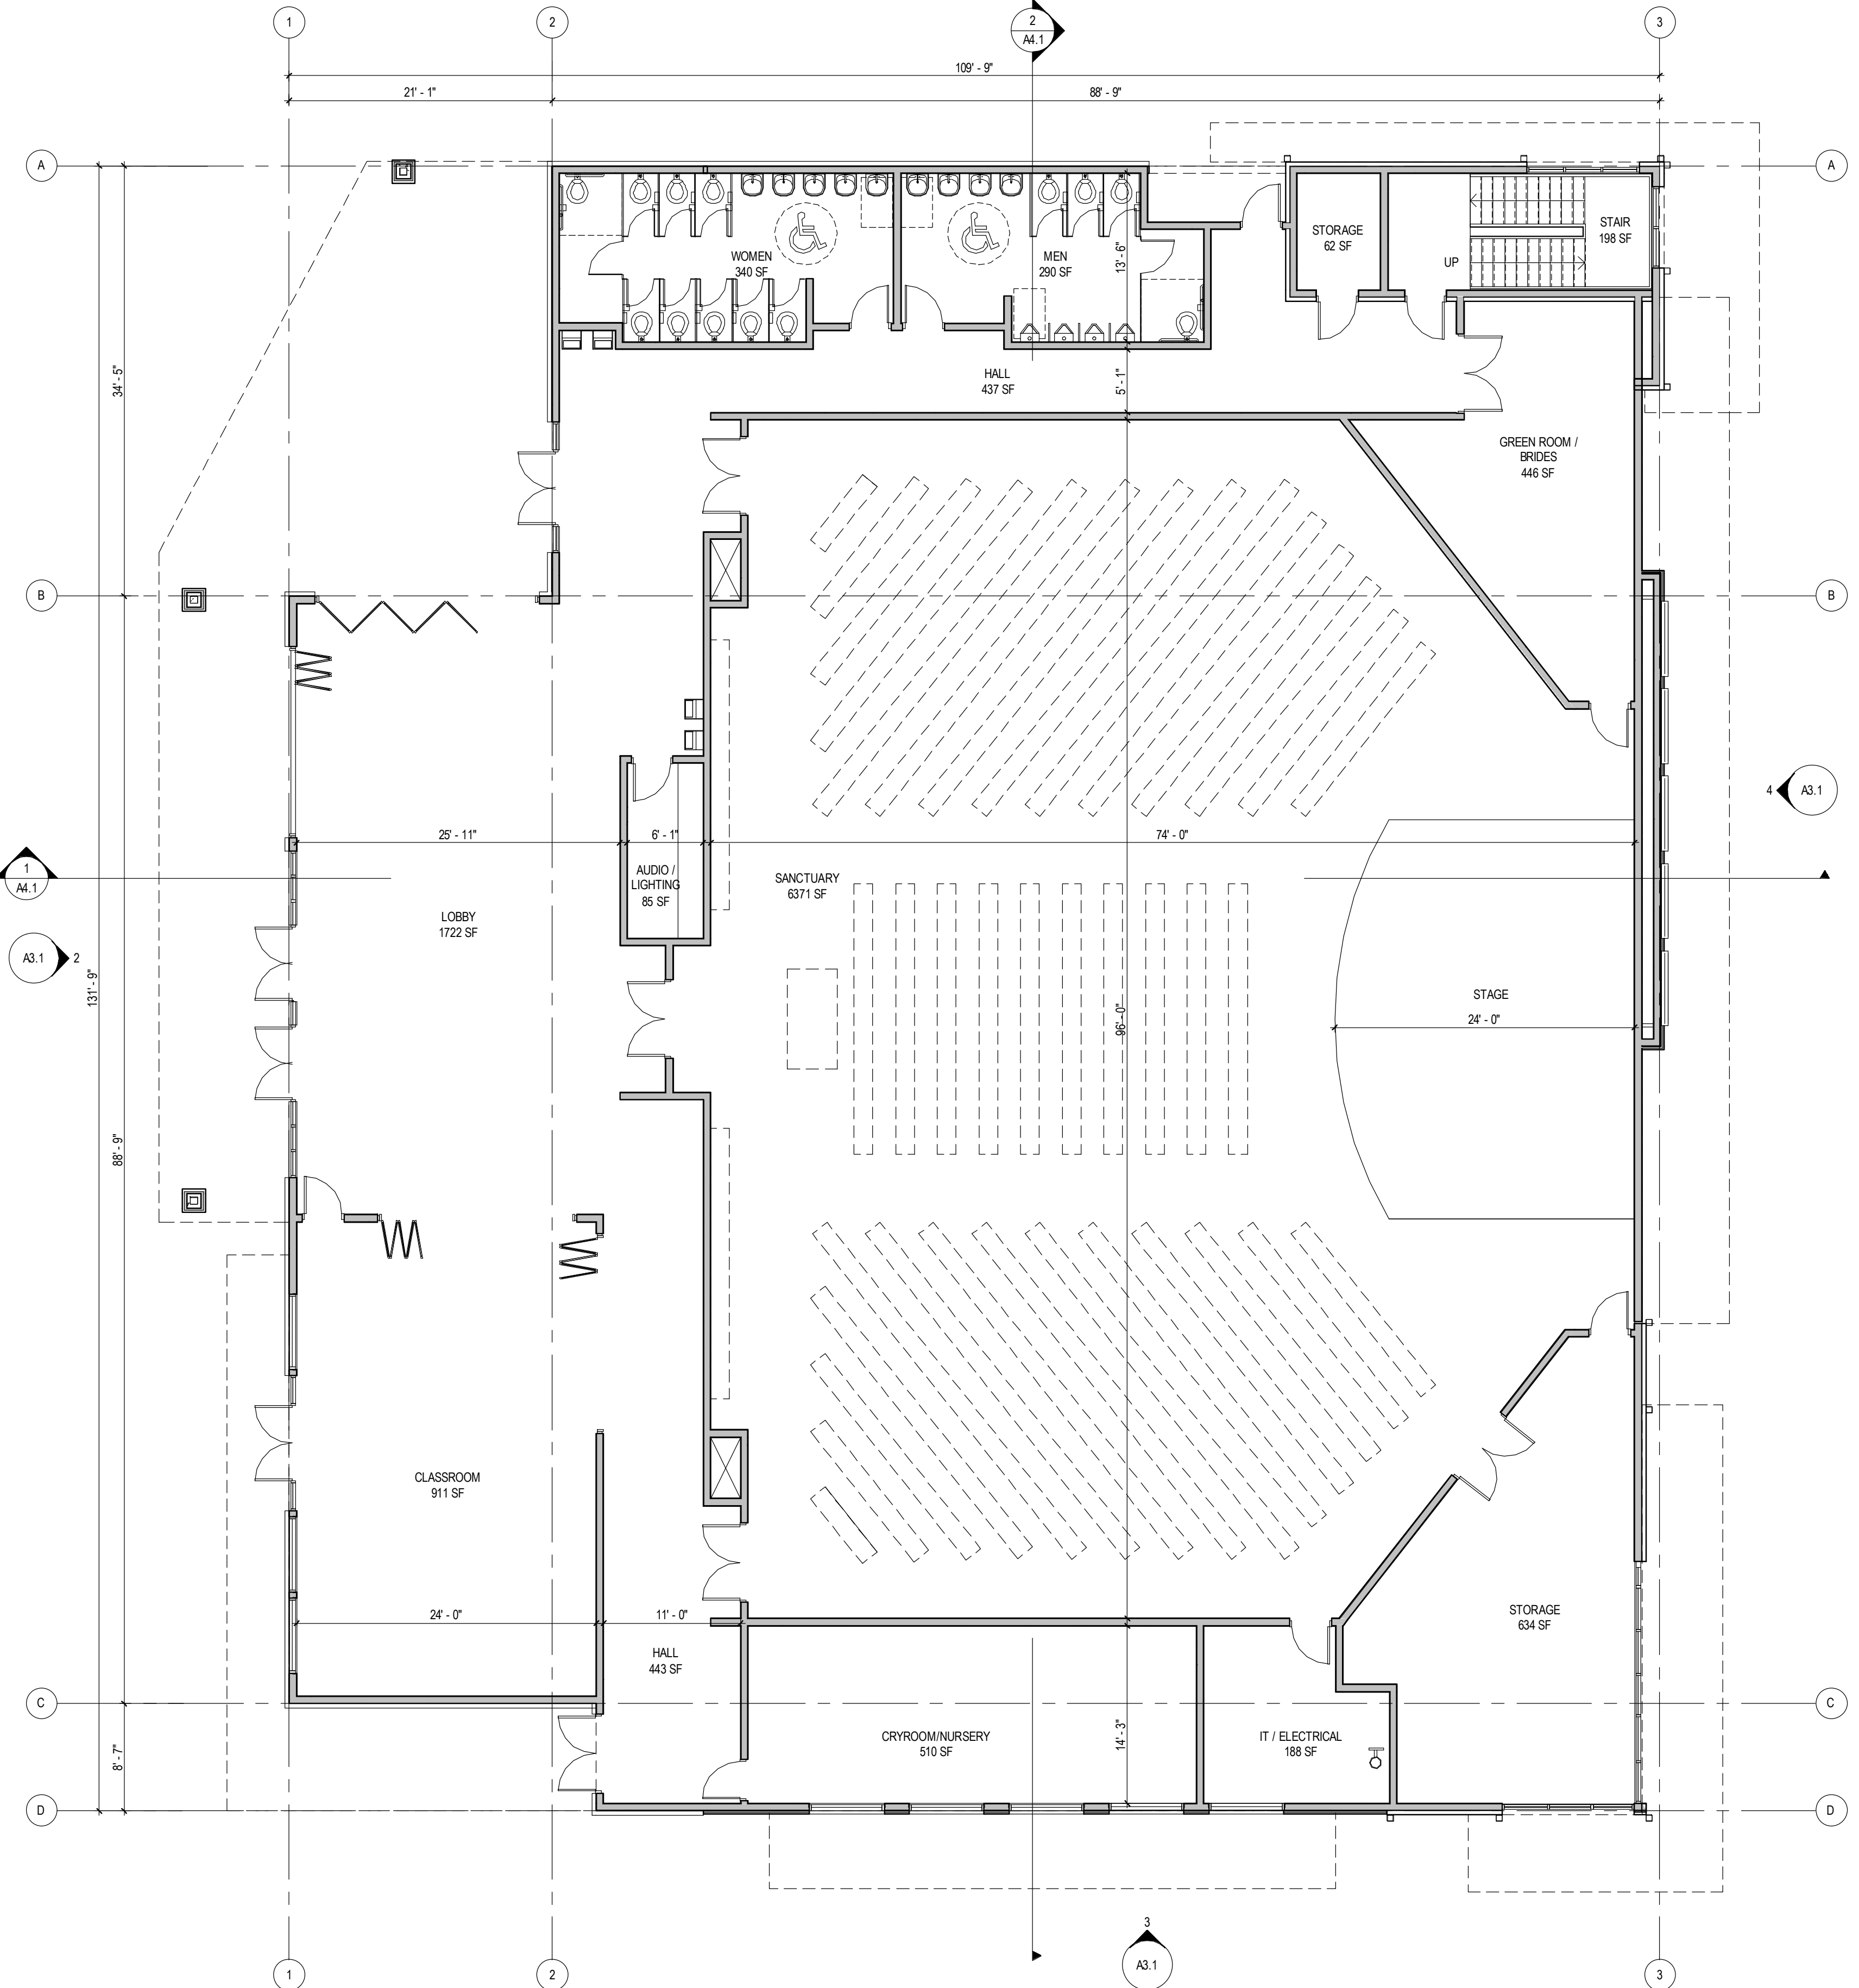 1
2
2
A4.1
3
109' - 9"
21' - 1"
88' - 9"
A
A
STORAGE
62 SF
STAIR
198 SF
UP
WOMEN
340 SF
MEN
290 SF
13' - 6"
34' - 5"
HALL
437 SF
5' - 1"
GREEN ROOM /
BRIDES
446 SF
B
B
4
A3.1
25' - 11"
6' - 1"
74' - 0"
1
A4.1
AUDIO /
LIGHTING
85 SF
SANCTUARY
6371 SF
LOBBY
1722 SF
A3.1
2
131' - 9"
STAGE
24' - 0"
96' - 0"
88' - 9"
CLASSROOM
911 SF
24' - 0"
11' - 0"
STORAGE
634 SF
HALL
443 SF
C
C
CRYROOM/NURSERY
510 SF
14' - 3"
IT / ELECTRICAL
188 SF
8' - 7"
D
D
3
A3.1
1
2
3